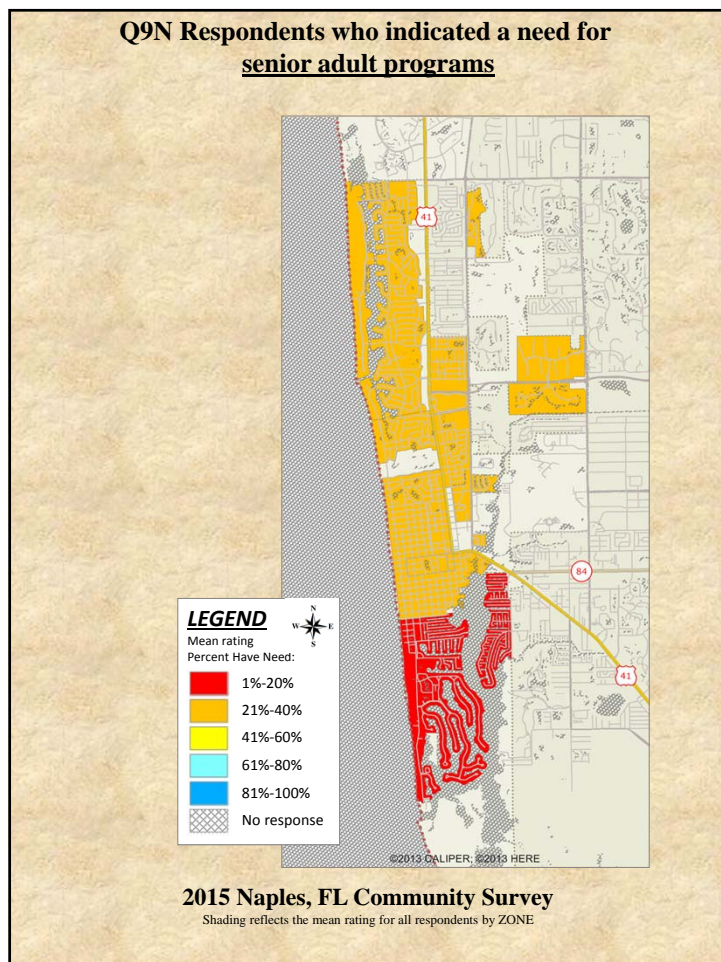 Q9N Respondents who indicated a need for
senior adult programs
41
84
41
LEGEND
Mean rating
Percent Have Need:
N
W E
S
1%-20%
21%-40%
41%-60%
61%-80%
81%-100%
No response
©2013 CALIPER; ©2013 HERE
2015 Naples, FL Community Survey
Shading reflects the mean rating for all respondents by ZONE